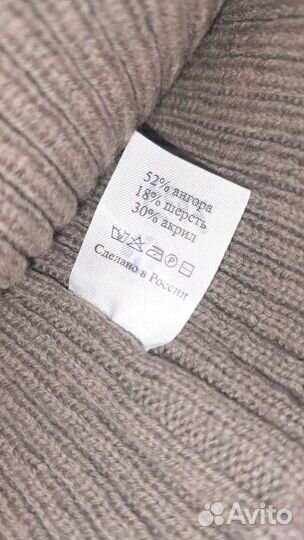 52% ангора
18% шерсть
30% акрил
Сделано в России
Avito